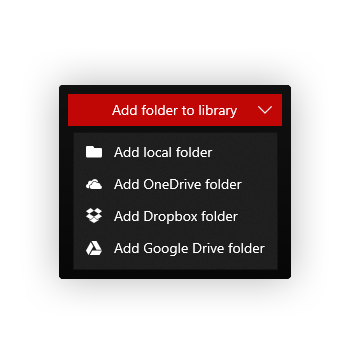 Add folder to library
Add local folder
Add OneDrive folder
Add Dropbox folder
Add Google Drive folder